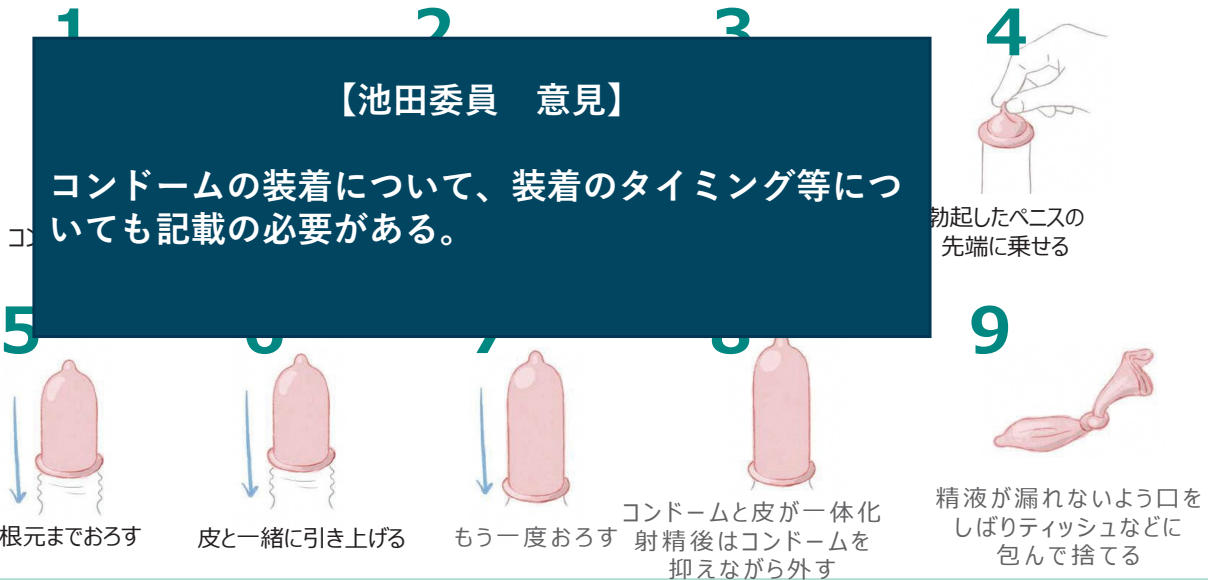 1
2
3
4
【池田委員　意見】
コンドームの装着について、装着のタイミング等につ
いても記載の必要がある。
コン
勃起したペニスの
先端に乗せる
5
6
7
8
9
根元までおろす
皮と一緒に引き上げる
もう一度おろす
コンドームと皮が一体化
射精後はコンドームを
抑えながら外す
精液が漏れないよう口を
しばりティッシュなどに
包んで捨てる